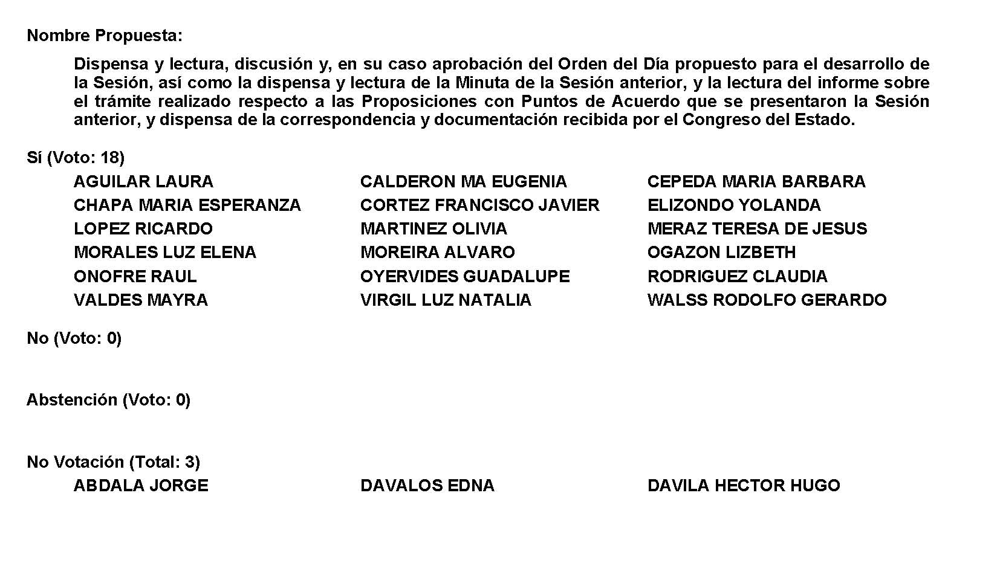 Nombre Propuesta:
Dispensa y lectura, discusión y, en su caso aprobación del Orden del Día propuesto para el desarrollo de
la Sesión, así como la dispensa y lectura de la Minuta de la Sesión anterior, y la lectura del informe sobre
el trámite realizado respecto a las Proposiciones con Puntos de Acuerdo que se presentaron la Sesión
anterior, y dispensa de la correspondencia y documentación recibida por el Congreso del Estado.
Sí (Voto: 18)
AGUILAR LAURA CALDERON MA EUGENIA CEPEDA MARIA BARBARA
CHAPA MARIA ESPERANZA CORTEZ FRANCISCO JAVIER ELIZONDO YOLANDA
LOPEZ RICARDO MARTINEZ OLIVIA MERAZ TERESA DE JESUS
MORALES LUZ ELENA MOREIRA ALVARO OGAZON LIZBETH
ONOFRE RAUL OYERVIDES GUADALUPE RODRIGUEZ CLAUDIA
VALDES MAYRA VIRGIL LUZ NATALIA WALSS RODOLFO GERARDO
No (Voto: 0)
Abstención (Voto: 0)
No Votación (Total: 3)
ABDALA JORGE DAVALOS EDNA DAVILA HECTOR HUGO